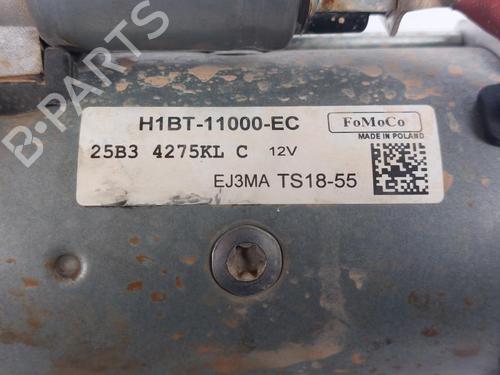 H1BT-11000-EC
FoMoCo
MADE IN POLAND
25B3 4275KL C 12V
EJ3MA TS18-55
B-PARTS